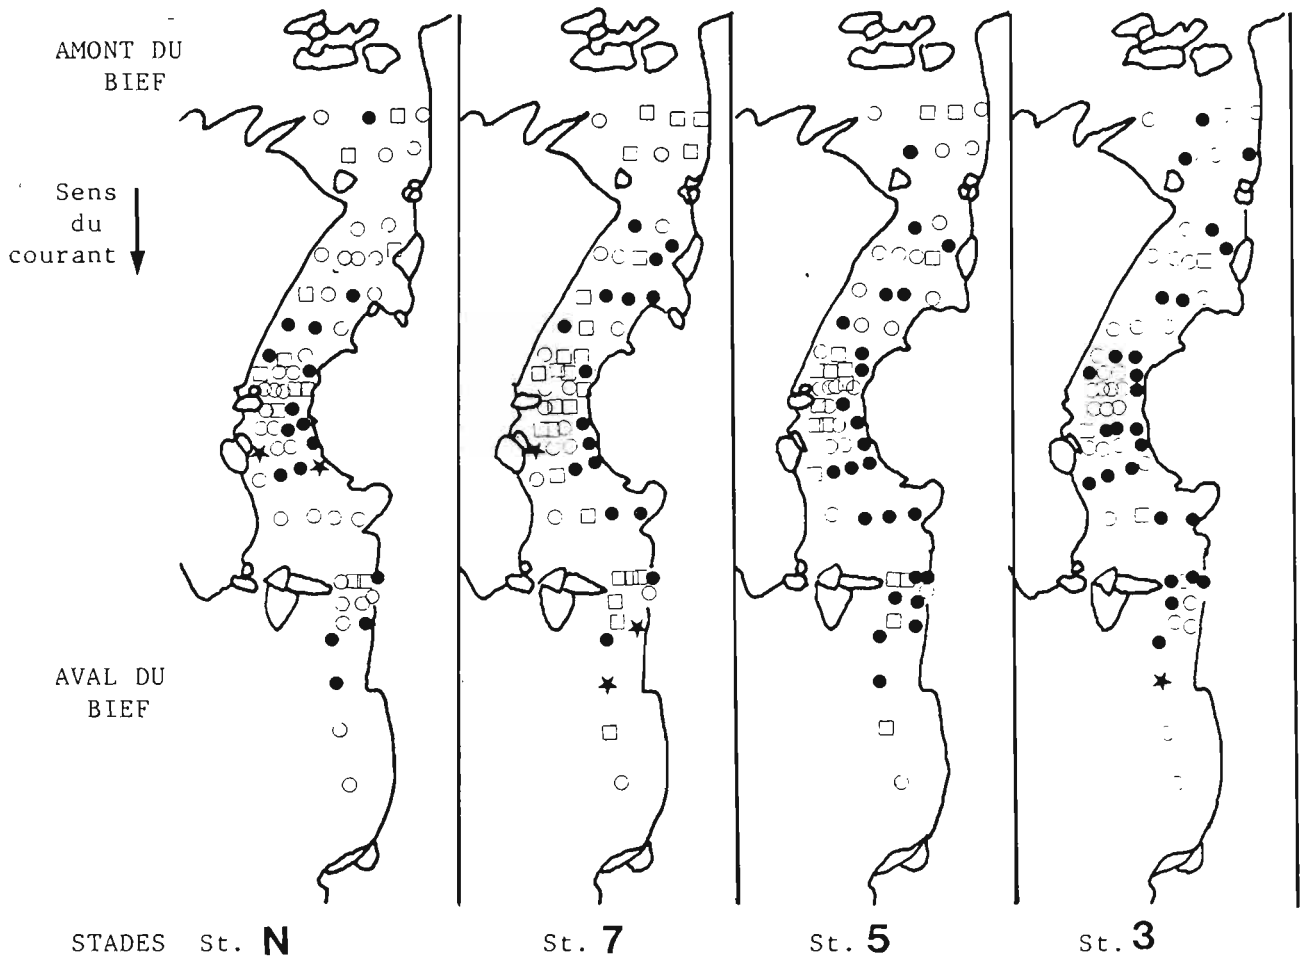 AMONT DU
BIEF
Sens
du
courant
AVAL DU
BIEF
STADES St. N St. 7 St. 5 St. 3